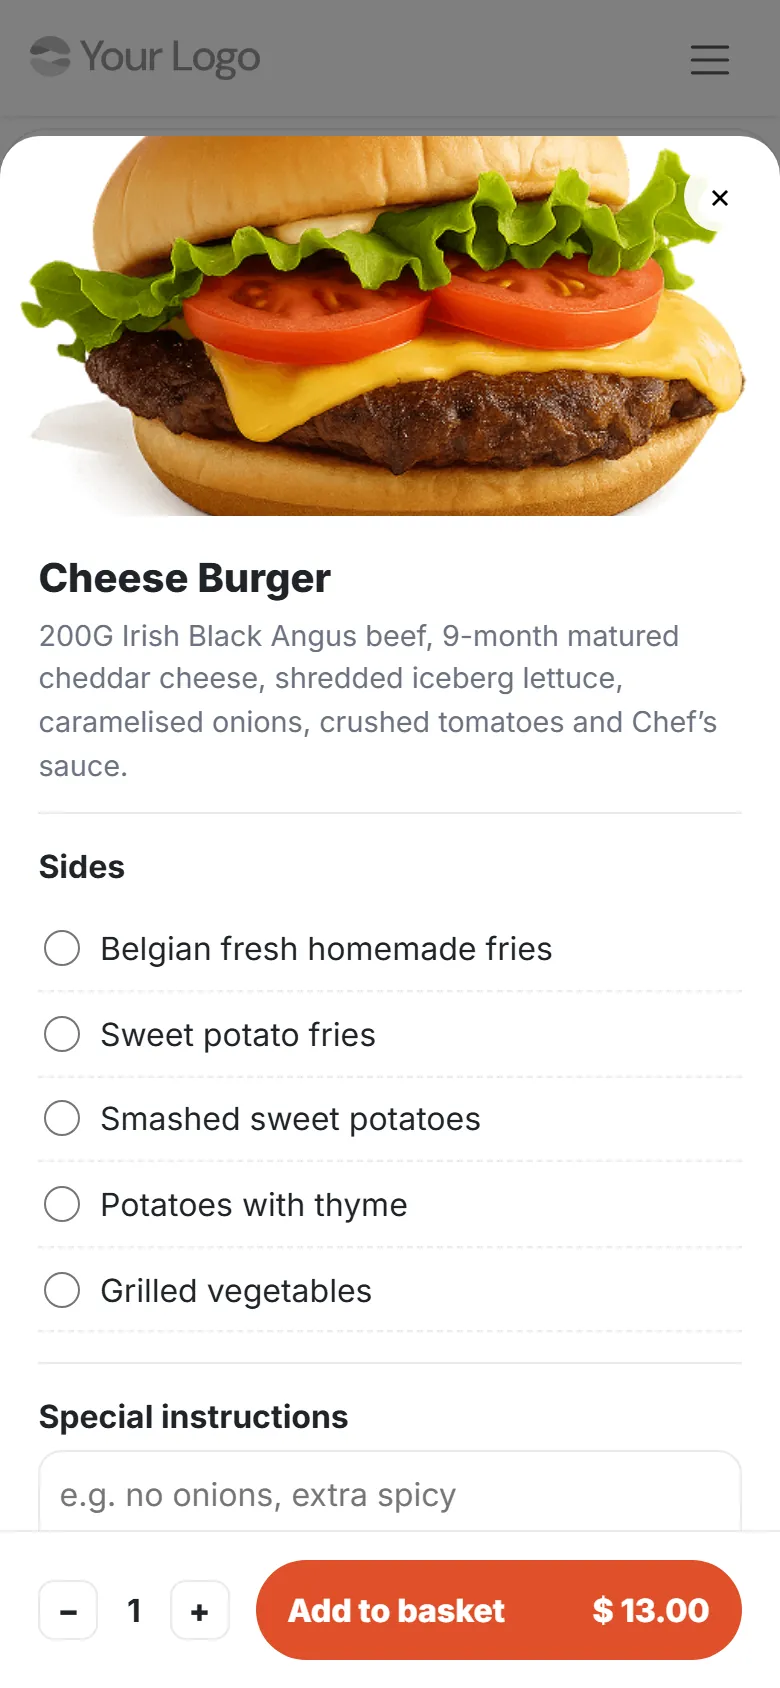 Your Logo
Cheese Burger
200G Irish Black Angus beef, 9-month matured
cheddar cheese, shredded iceberg lettuce,
caramelised onions, crushed tomatoes and Chef’s
sauce.
Sides
Belgian fresh homemade fries
Sweet potato fries
Smashed sweet potatoes
Potatoes with thyme
Grilled vegetables
Special instructions
e.g. no onions, extra spicy
− 1 + Add to basket $ 13.00